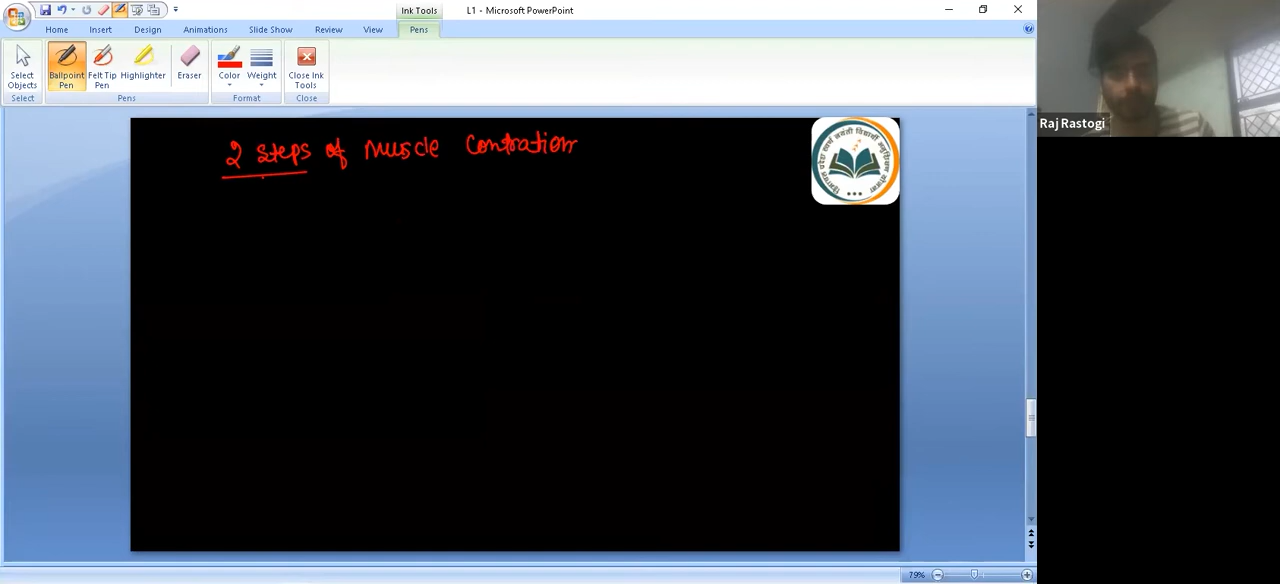 L1 - Microsoft PowerPoint
Ink Tools
Home Insert Design Animations Slide Show Review View Pens
Select Objects
Ballpoint Pen
Felt Tip Pen
Highlighter
Eraser
Color
Weight
Close Ink Tools
Select Pens Format Close
Raj Rastogi
2 steps of Muscle Contration
79%